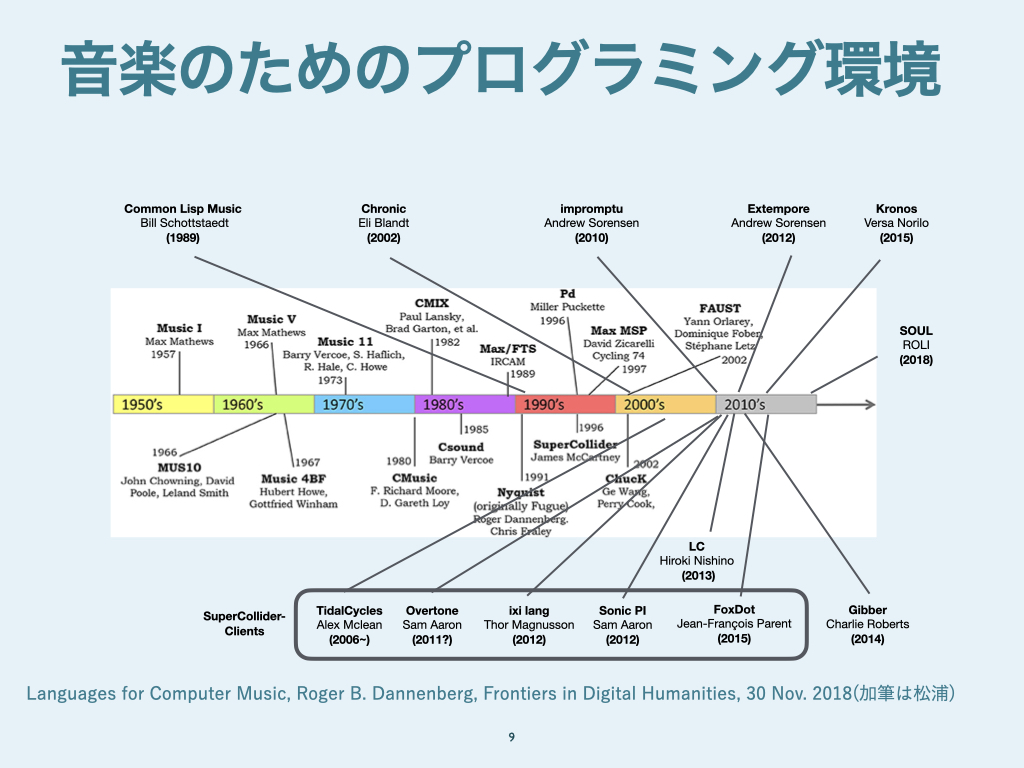 音楽のためのプログラミング環境
Common Lisp Music
Bill Schottstaedt
(1989)
Chronic
Eli Blandt
(2002)
impromptu
Andrew Sorensen
(2010)
Extempore
Andrew Sorensen
(2012)
Kronos
Versa Norilo
(2015)
Music I
Max Mathews
1957
Music V
Max Mathews
1966
Music 11
Barry Vercoe, S. Haflich,
R. Hale, C. Howe
1973
CMIX
Paul Lansky,
Brad Garton, et al.
1982
Max/FTS
IRCAM
1989
Pd
Miller Puckette
1996
Max MSP
David Zicarelli
Cycling 74
1997
FAUST
Yann Orlarey,
Dominique Fober,
Stéphane Letz
2002
SOUL
ROLI
(2018)
1950's
1960's
1970's
1980's
1990's
2000's
2010's
1966
MUS10
John Chowning, David
Poole, Leland Smith
1967
Music 4BF
Hubert Howe,
Gottfried Winham
1980
CMusic
F. Richard Moore,
D. Gareth Loy
1985
Csound
Barry Vercoe
1991
Nyquist
(originally Fugue)
Roger Dannenberg.
Chris Fraley
1996
SuperCollider
James McCartney
2002
ChucK
Ge Wang,
Perry Cook,
LC
Hiroki Nishino
(2013)
SuperCollider-
Clients
TidalCycles
Alex Mclean
(2006~)
Overtone
Sam Aaron
(2011?)
ixi lang
Thor Magnusson
(2012)
Sonic PI
Sam Aaron
(2012)
FoxDot
Jean-François Parent
(2015)
Gibber
Charlie Roberts
(2014)
Languages for Computer Music, Roger B. Dannenberg, Frontiers in Digital Humanities, 30 Nov. 2018(加筆は松浦)
9